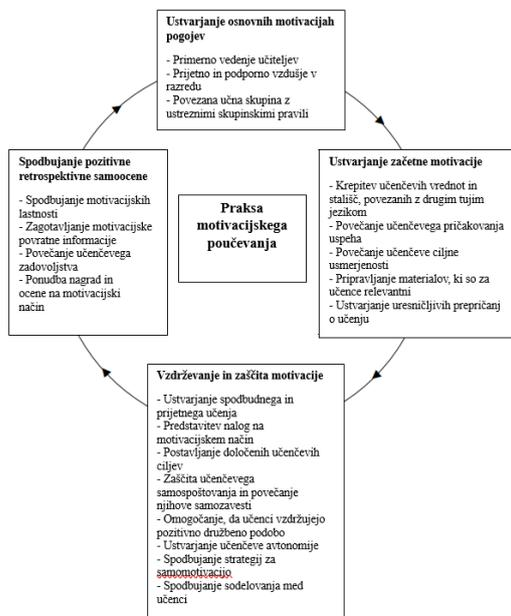 Ustvarjanje osnovnih motivacijah
pogojev
- Primerno vedenje učiteljev
- Prijetno in podporno vzdušje v
razredu
- Povezana učna skupina z
ustreznimi skupinskimi pravili
Ustvarjanje začetne motivacije
- Krepitev učenčevih vrednot in
stališč, povezanih z drugim tujim
jezikom
- Povečanje učenčevega pričakovanja
uspeha
- Povečanje učenčeve ciljne
usmerjenosti
- Pripravljanje materialov, ki so za
učence relevantni
- Ustvarjanje uresničljivih prepričanj
o učenju
Vzdrževanje in zaščita motivacije
- Ustvarjanje spodbudnega in
prijetnega učenja
- Predstavitev nalog na
motivacijskem način
- Postavljanje določenih učenčevih
ciljev
- Zaščita učenčevega
samospoštovanja in povečanje
njihove samozavesti
- Omogočanje, da učenci vzdržujejo
pozitivno družbeno podobo
- Ustvarjanje učenčeve avtonomije
- Spodbujanje strategij za
samomotivacijo
- Spodbujanje sodelovanja med
učenci
Spodbujanje pozitivne
retrospektivne samoocene
- Spodbujanje motivacijskih
lastnosti
- Zagotavljanje motivacijske
povratne informacije
- Povečanje učenčevega
zadovoljstva
- Ponudba nagrad in
ocene na motivacijski
način
Praksa
motivacijskega
poučevanja